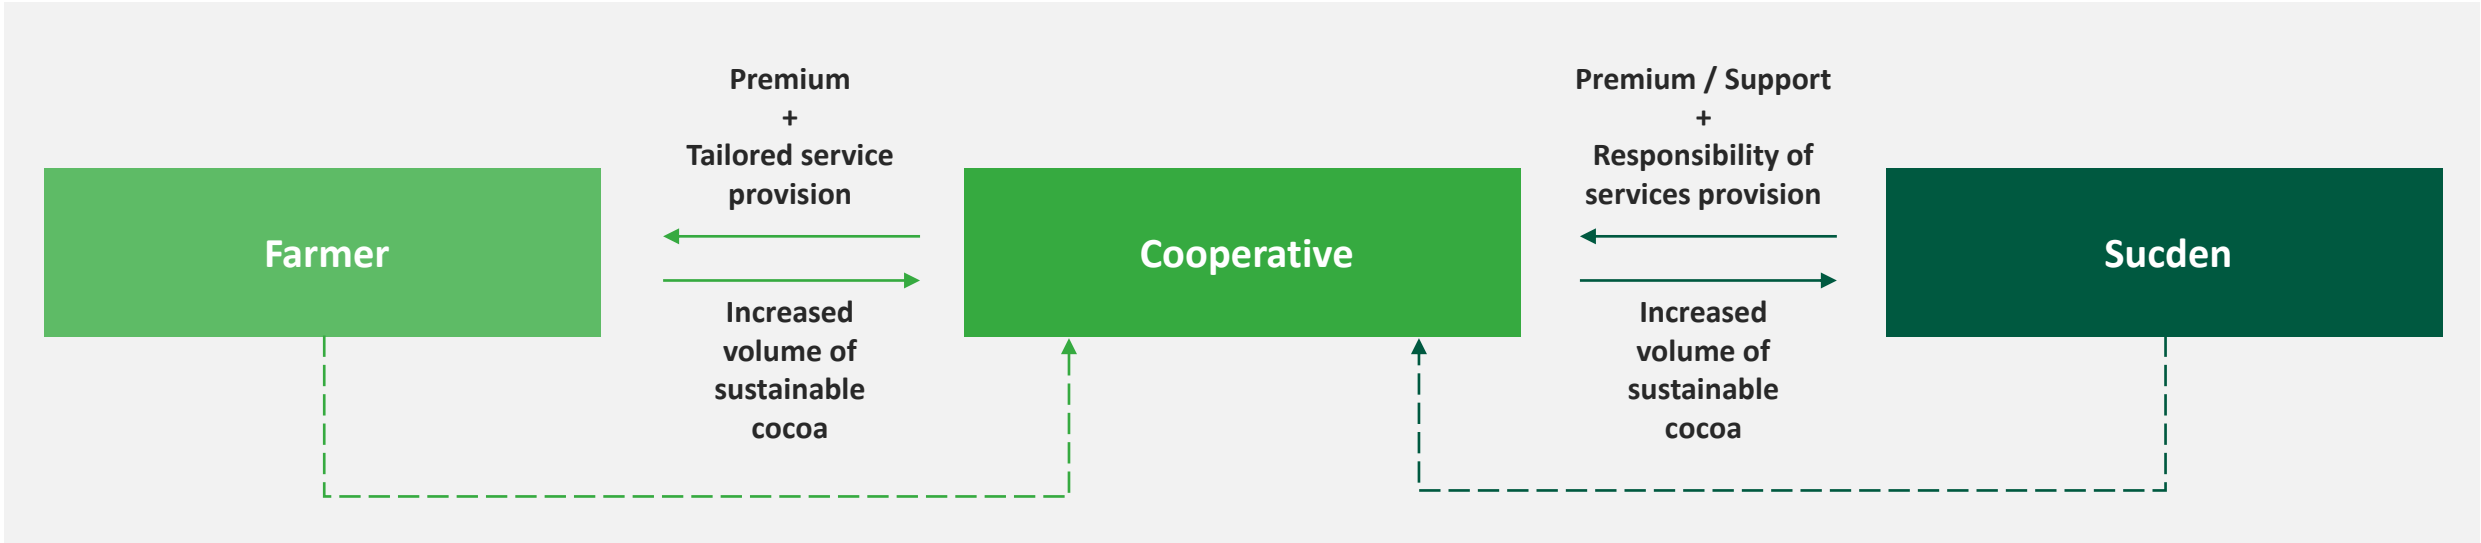 Premium
+
Tailored service
provision
Premium / Support
+
Responsibility of
services provision
Farmer
Cooperative
Sucden
Increased
volume of
sustainable
cocoa
Increased
volume of
sustainable
cocoa